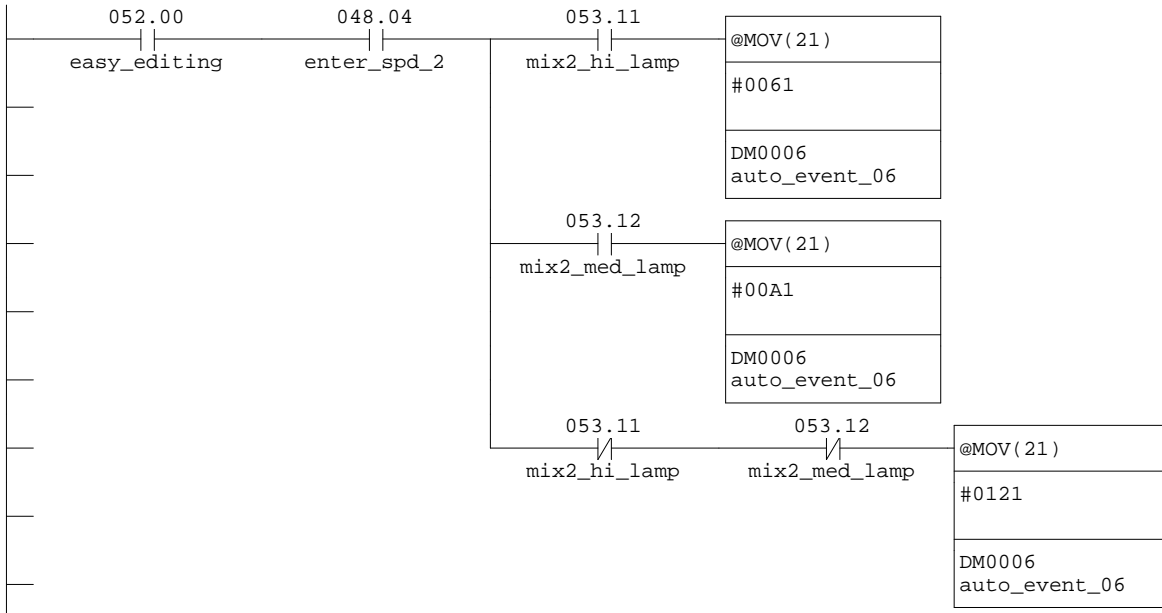 052.00 048.04 053.11
easy_editing enter_spd_2 mix2_hi_lamp
@MOV(21)
#0061
DM0006
auto_event_06
053.12
mix2_med_lamp
@MOV(21)
#00A1
DM0006
auto_event_06
053.11 053.12
mix2_hi_lamp mix2_med_lamp
@MOV(21)
#0121
DM0006
auto_event_06